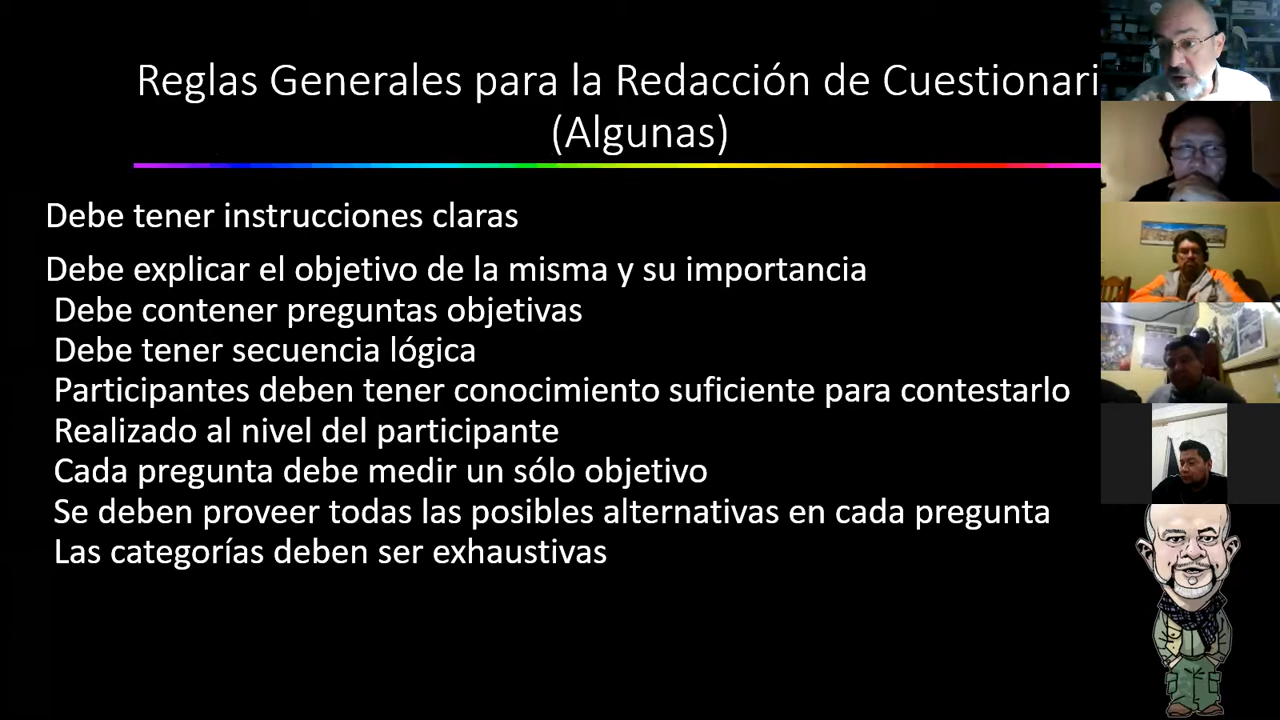 Reglas Generales para la Redacción de Cuestionari
(Algunas)
Debe tener instrucciones claras
Debe explicar el objetivo de la misma y su importancia
Debe contener preguntas objetivas
Debe tener secuencia lógica
Participantes deben tener conocimiento suficiente para contestarlo
Realizado al nivel del participante
Cada pregunta debe medir un sólo objetivo
Se deben proveer todas las posibles alternativas en cada pregunta
Las categorías deben ser exhaustivas